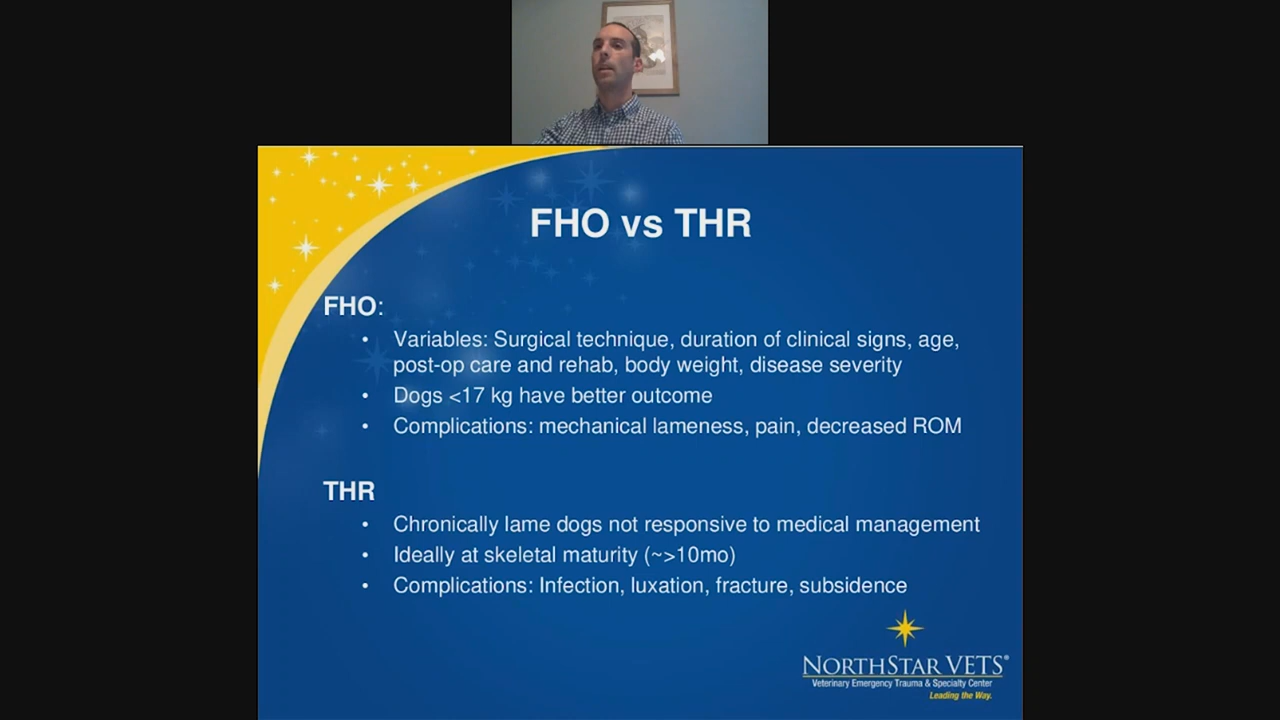 FHO vs THR
FHO:
• Variables: Surgical technique, duration of clinical signs, age,
post-op care and rehab, body weight, disease severity
• Dogs <17 kg have better outcome
• Complications: mechanical lameness, pain, decreased ROM
THR
• Chronically lame dogs not responsive to medical management
• Ideally at skeletal maturity (~>10mo)
• Complications: Infection, luxation, fracture, subsidence
NORTHSTAR VETS®
Veterinary Emergency Trauma & Specialty Center
Leading the Way.